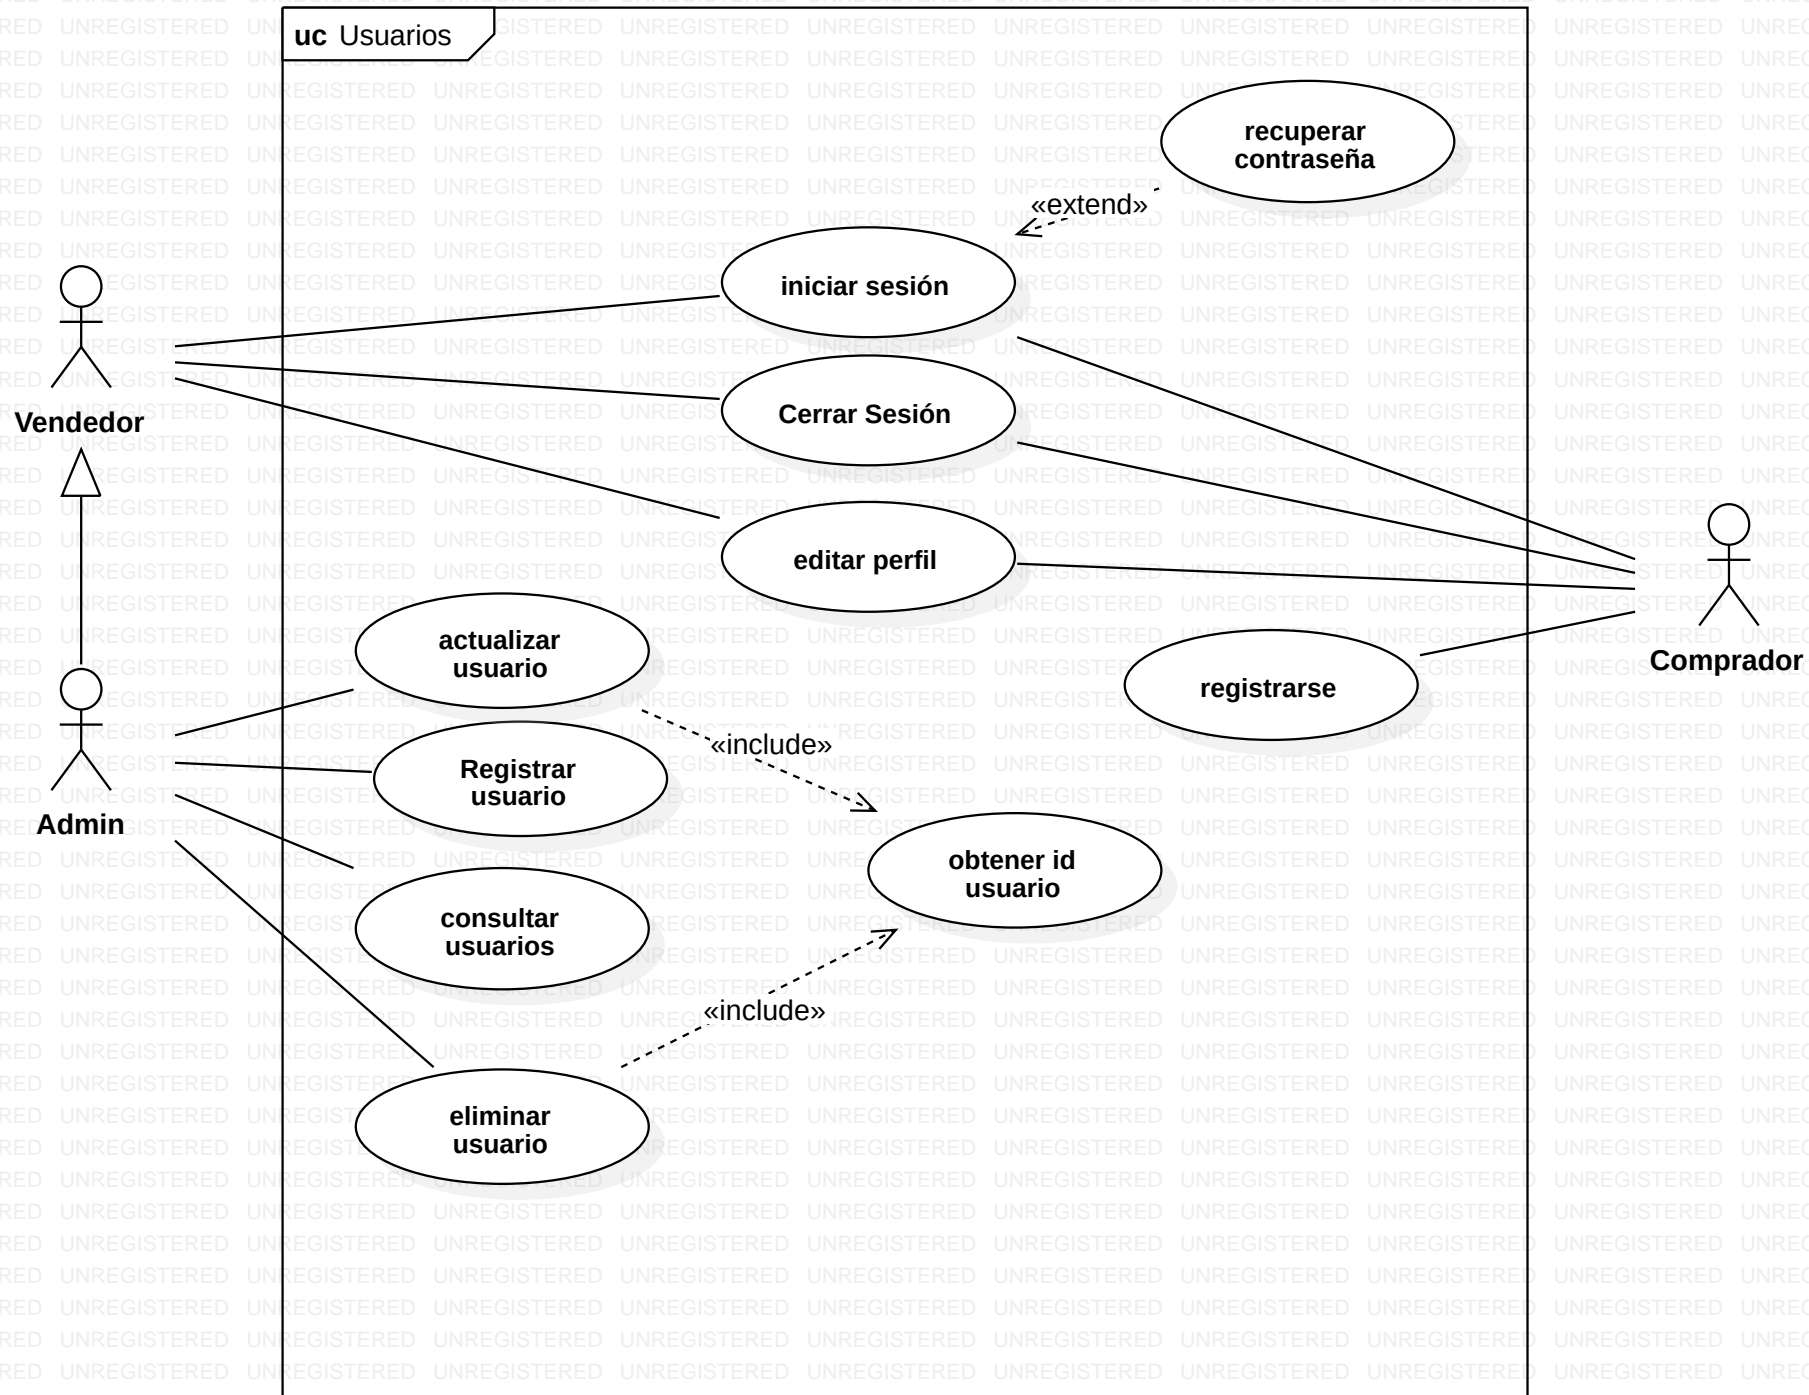 uc Usuarios
recuperar
contraseña
«extend»
iniciar sesión
Cerrar Sesión
Vendedor
editar perfil
actualizar
usuario
Comprador
registrarse
«include»
Registrar
usuario
Admin
obtener id
usuario
consultar
usuarios
«include»
eliminar
usuario
UNREGISTERED